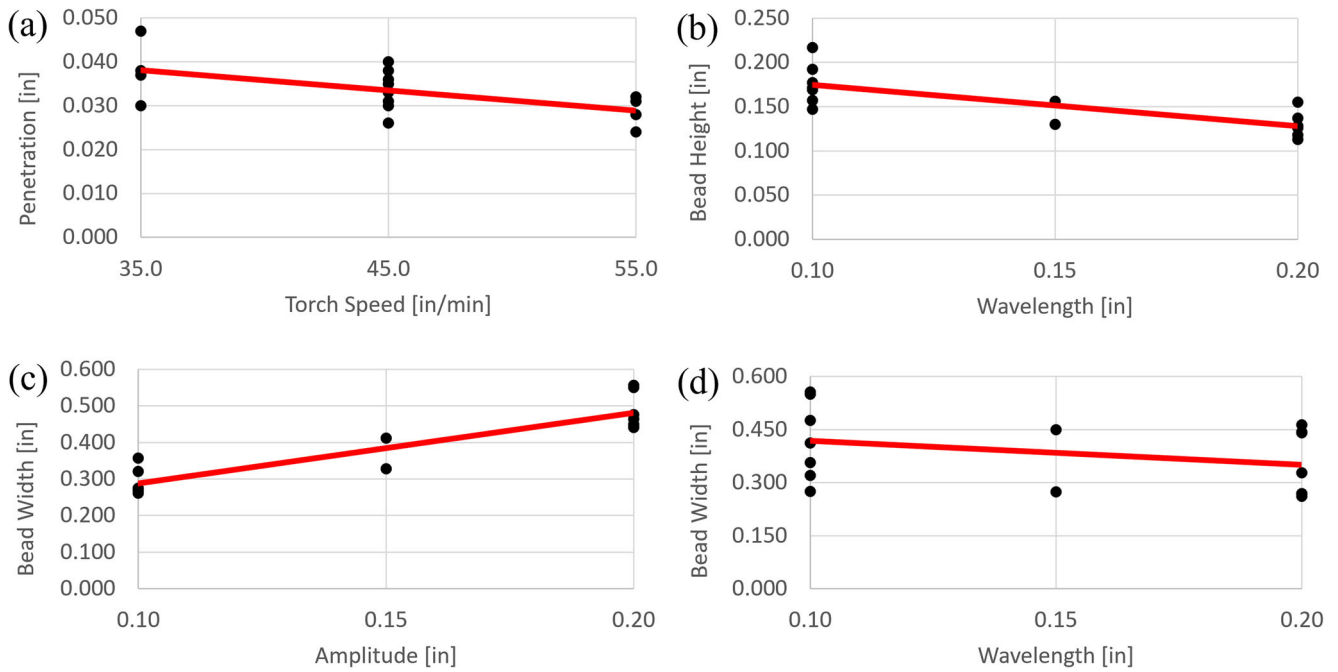 (a)
Penetration [in]
0.050
0.040
0.030
0.020
0.010
0.000
35.0 45.0 55.0
Torch Speed [in/min]
(b)
Bead Height [in]
0.250
0.200
0.150
0.100
0.050
0.000
0.10 0.15 0.20
Wavelength [in]
(c)
Bead Width [in]
0.600
0.500
0.400
0.300
0.200
0.100
0.000
0.10 0.15 0.20
Amplitude [in]
(d)
Bead Width [in]
0.600
0.450
0.300
0.150
0.000
0.10 0.15 0.20
Wavelength [in]